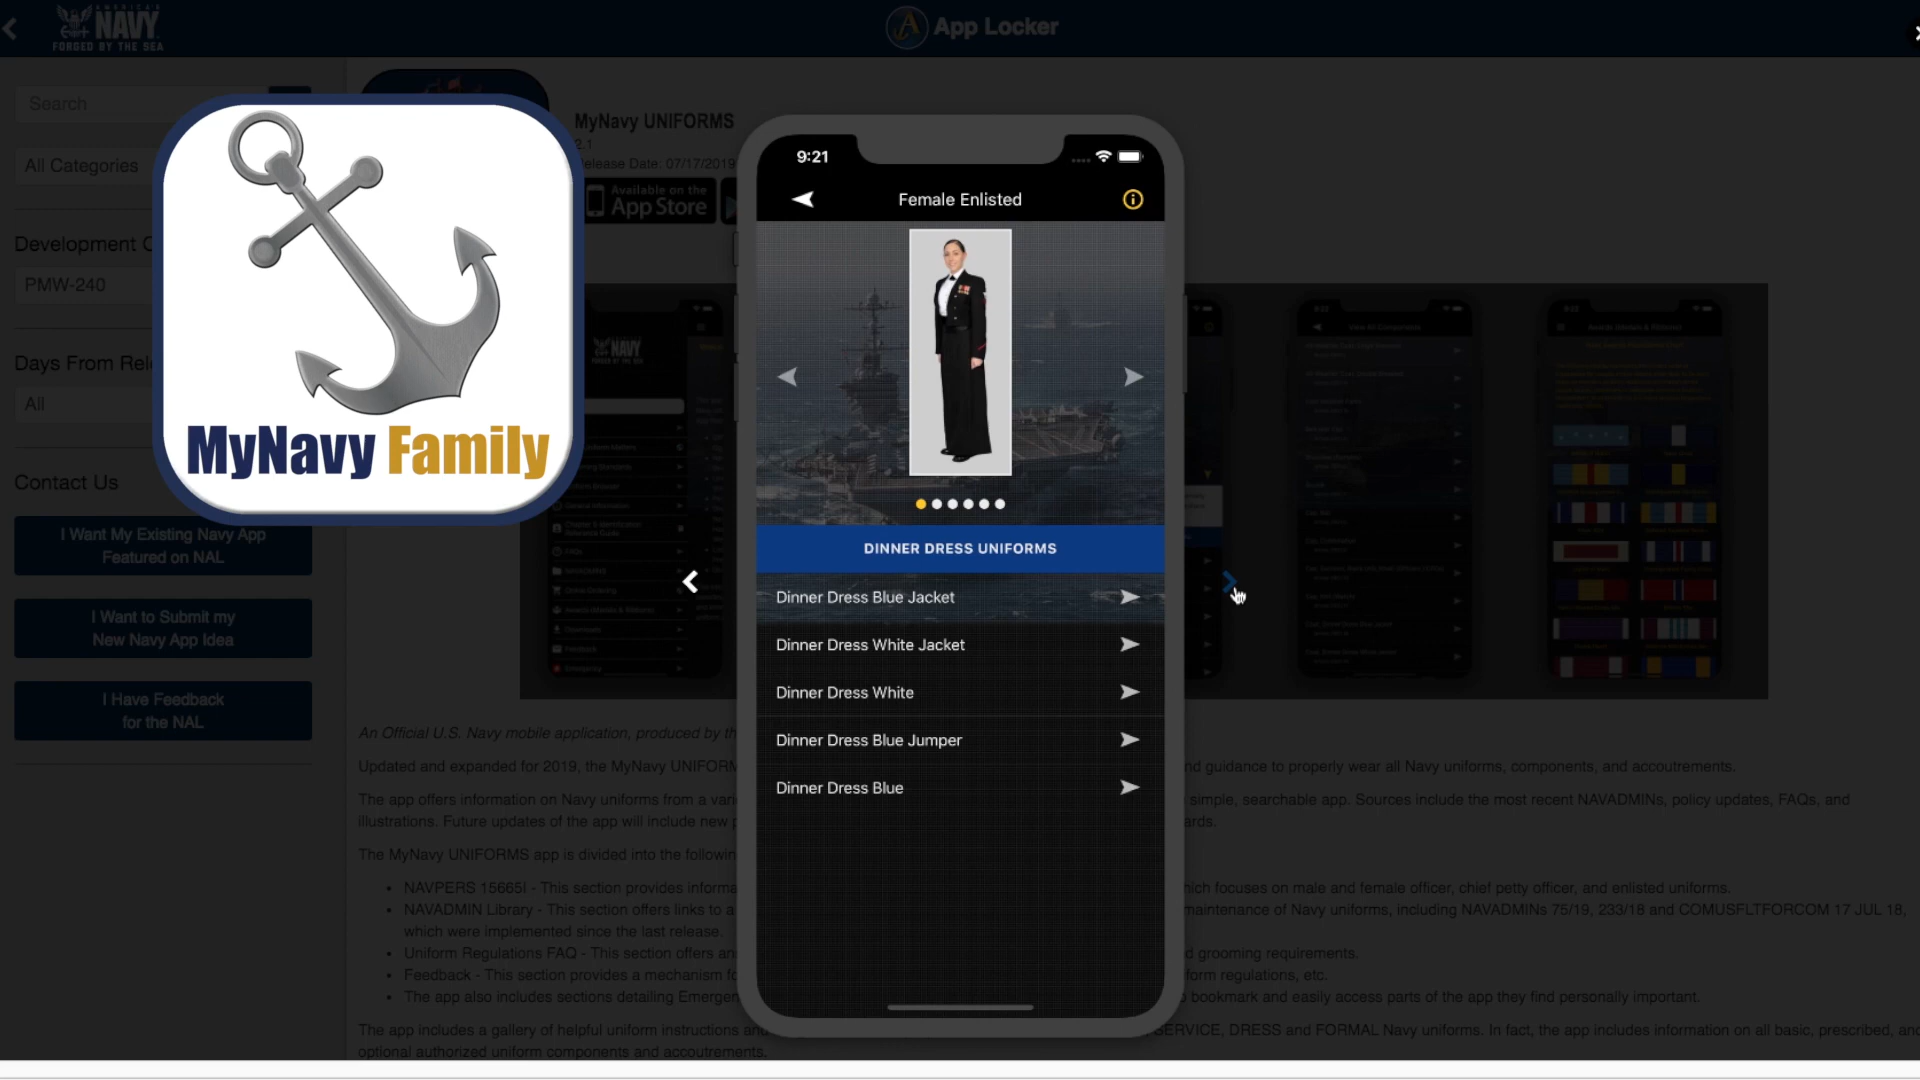 AMERICA'S
NAVY
FORGED BY THE SEA
App Locker
Search
All Categories
Development
PMW-240
Days From Rele
All
Contact Us
I Want My Existing Navy App
Featured on NAL
I Want to Submit my
New Navy App Idea
I Have Feedback
for the NAL
MyNavy Family
MyNavy UNIFORMS
2.1
elease Date: 07/17/2019
Available on the
App Store
9:21
Female Enlisted
DINNER DRESS UNIFORMS
Dinner Dress Blue Jacket
Dinner Dress White Jacket
Dinner Dress White
Dinner Dress Blue Jumper
Dinner Dress Blue
An Official U.S. Navy mobile application, produced by th
Updated and expanded for 2019, the MyNavy UNIFORM nd guidance to properly wear all Navy uniforms, components, and accoutrements.
The app offers information on Navy uniforms from a vari simple, searchable app. Sources include the most recent NAVADMINs, policy updates, FAQs, and
illustrations. Future updates of the app will include new p rds.
The MyNavy UNIFORMS app is divided into the followin
• NAVPERS 15665I - This section provides informa hich focuses on male and female officer, chief petty officer, and enlisted uniforms.
• NAVADMIN Library - This section offers links to a maintenance of Navy uniforms, including NAVADMINs 75/19, 233/18 and COMUSFLTFORCOM 17 JUL 18,
which were implemented since the last release.
• Uniform Regulations FAQ - This section offers an d grooming requirements.
• Feedback - This section provides a mechanism fo form regulations, etc.
• The app also includes sections detailing Emergen bookmark and easily access parts of the app they find personally important.
The app includes a gallery of helpful uniform instructions and SERVICE, DRESS and FORMAL Navy uniforms. In fact, the app includes information on all basic, prescribed, and
optional authorized uniform components and accoutrements.